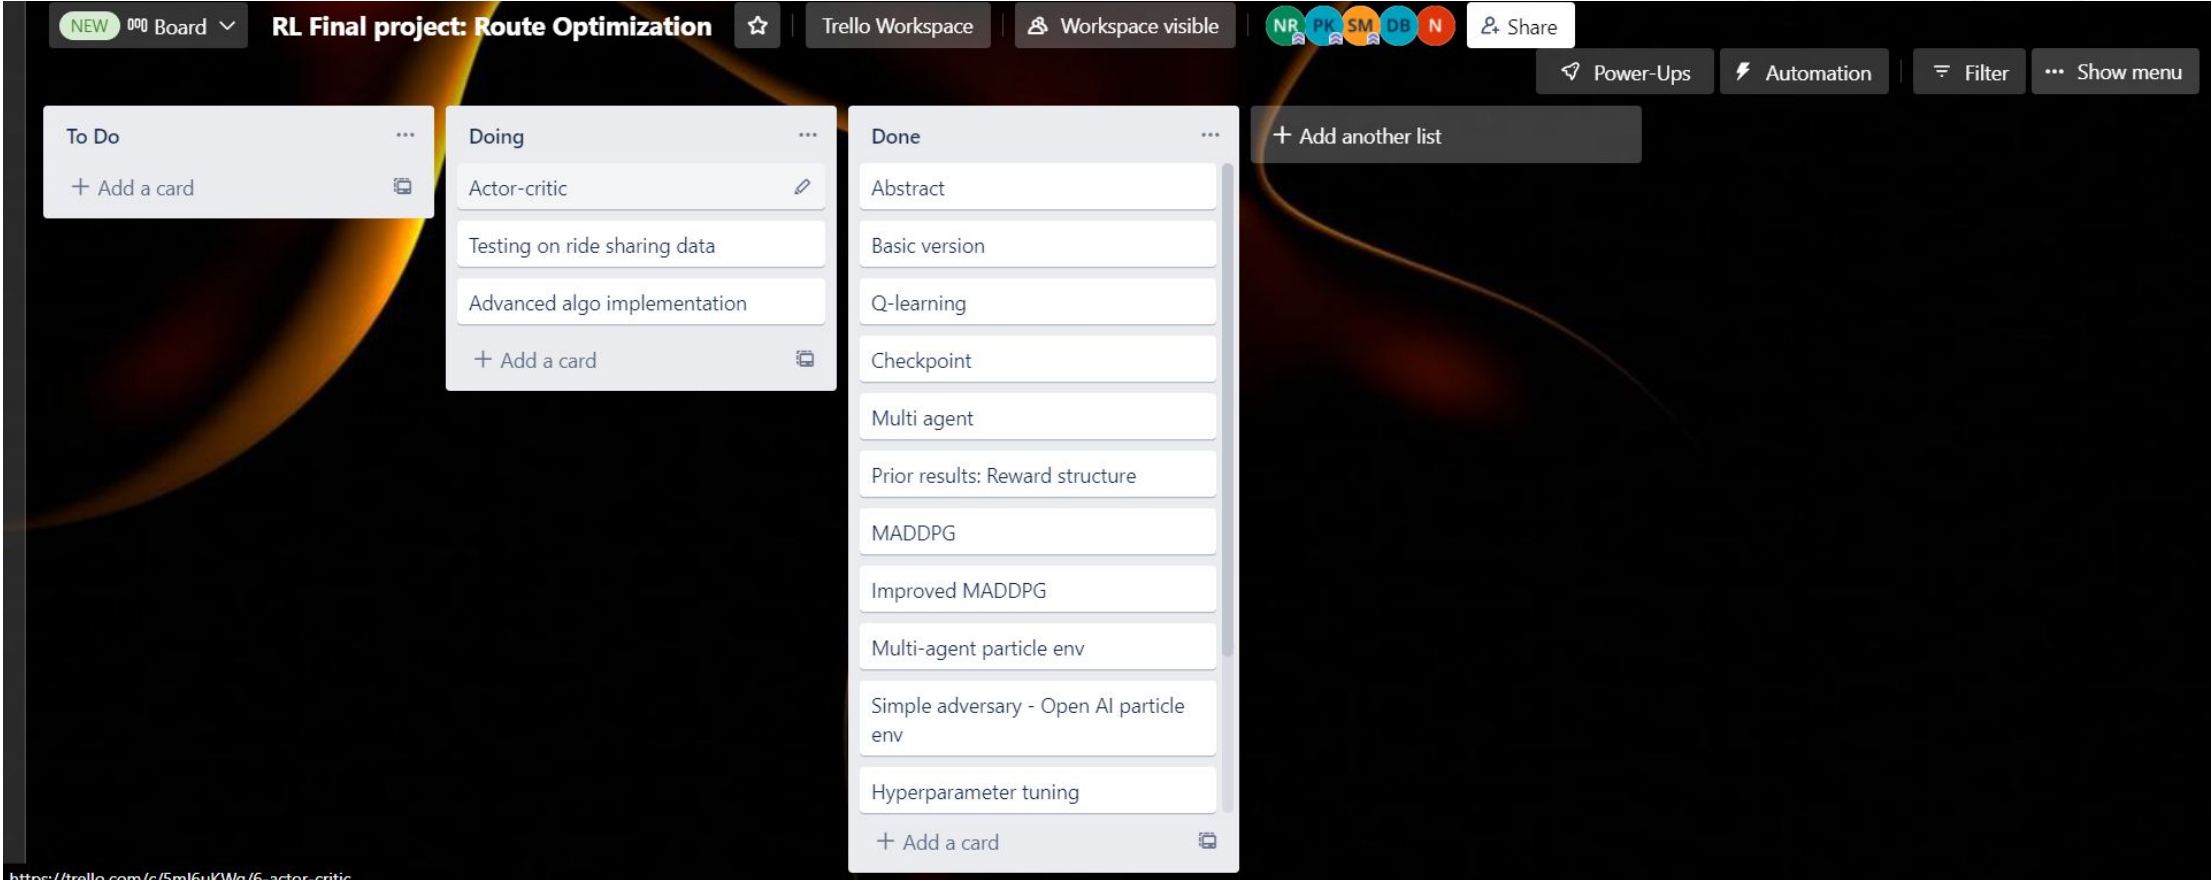 NEW Board RL Final project: Route Optimization Trello Workspace Workspace visible NR PK SM DB N Share
Power-Ups Automation Filter Show menu
To Do
Add a card
Doing
Actor-critic
Testing on ride sharing data
Advanced algo implementation
Add a card
Done
Abstract
Basic version
Q-learning
Checkpoint
Multi agent
Prior results: Reward structure
MADDPG
Improved MADDPG
Multi-agent particle env
Simple adversary - Open AI particle
env
Hyperparameter tuning
Add a card
Add another list